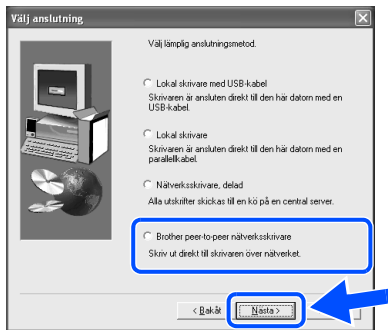 Välj anslutning
Välj lämplig anslutningsmetod.
Lokal skrivare med USB-kabel
Skrivaren är ansluten direkt till den här datorn med en
USB-kabel.
Lokal skrivare
Skrivaren är ansluten direkt till den här datorn med en
parallellkabel.
Nätverksskrivare, delad
Alla utskrifter skickas till en kö på en central server.
Brother peer-to-peer nätverksskrivare
Skriv ut direkt till skrivaren över nätverket.
< Bakåt
Nästa >